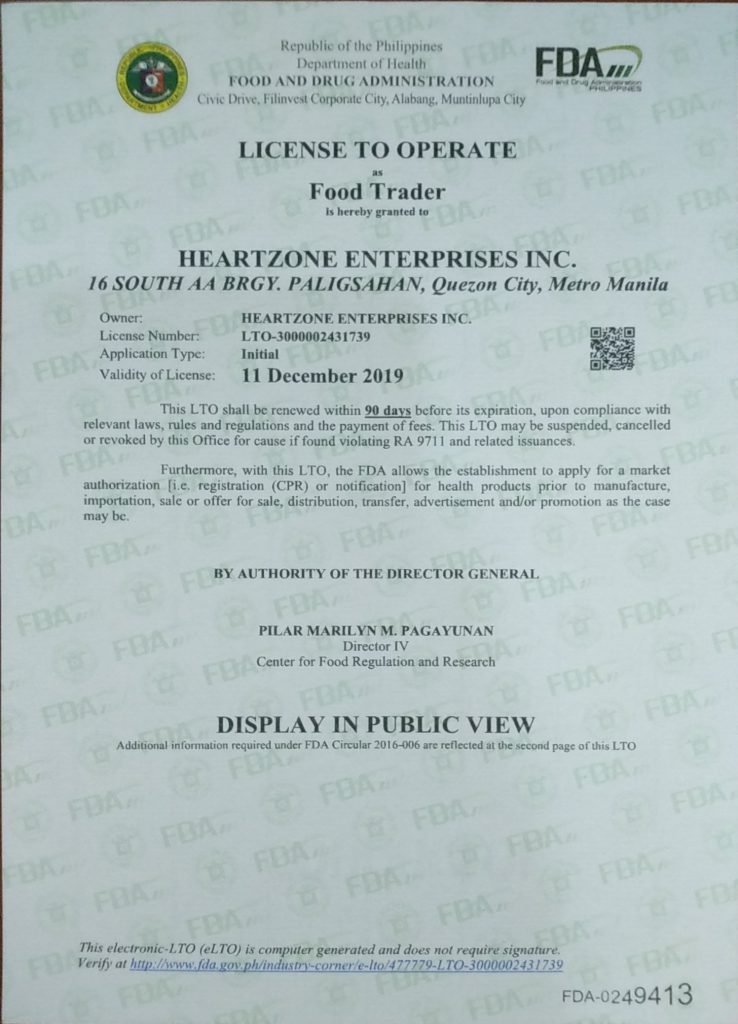 Republic of the Philippines
Department of Health
FOOD AND DRUG ADMINISTRATION
Civic Drive, Filinvest Corporate City, Alabang, Muntinlupa City
REPUBLIC OF THE PHILIPPINES
DEPARTMENT OF HEALTH
FDA
Food and Drug Administration
PHILIPPINES
LICENSE TO OPERATE
as
Food Trader
is hereby granted to
HEARTZONE ENTERPRISES INC.
16 SOUTH AA BRGY. PALIGSAHAN, Quezon City, Metro Manila
Owner: HEARTZONE ENTERPRISES INC.
License Number: LTO-3000002431739
Application Type: Initial
Validity of License: 11 December 2019
This LTO shall be renewed within 90 days before its expiration, upon compliance with
relevant laws, rules and regulations and the payment of fees. This LTO may be suspended, cancelled
or revoked by this Office for cause if found violating RA 9711 and related issuances.
Furthermore, with this LTO, the FDA allows the establishment to apply for a market
authorization [i.e. registration (CPR) or notification] for health products prior to manufacture,
importation, sale or offer for sale, distribution, transfer, advertisement and/or promotion as the case
may be.
BY AUTHORITY OF THE DIRECTOR GENERAL
PILAR MARILYN M. PAGAYUNAN
Director IV
Center for Food Regulation and Research
DISPLAY IN PUBLIC VIEW
Additional information required under FDA Circular 2016-006 are reflected at the second page of this LTO
This electronic-LTO (eLTO) is computer generated and does not require signature.
Verify at http://www.fda.gov.ph/industry-corner/e-lto/477779-LTO-3000002431739
FDA-0249413